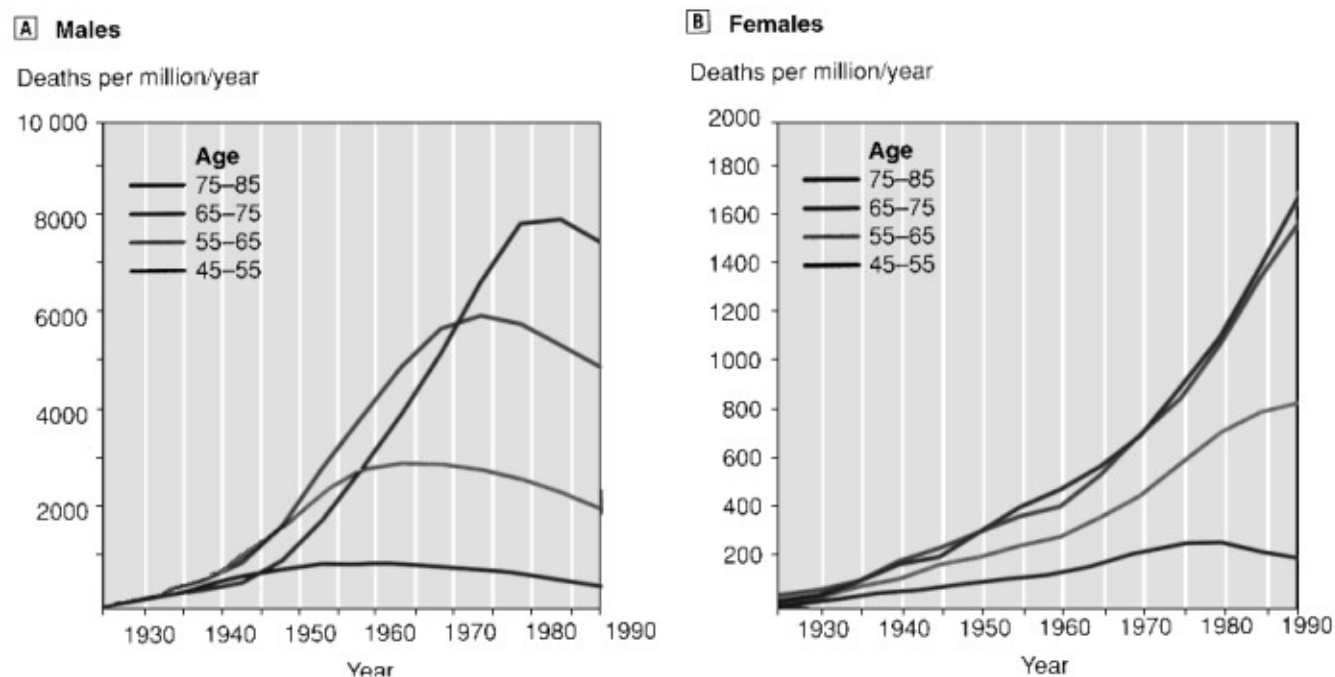 A Males
Deaths per million/year
10 000
8000
6000
4000
2000
Age
75–85
65–75
55–65
45–55
1930 1940 1950 1960 1970 1980 1990
Year
B Females
Deaths per million/year
2000
1800
1600
1400
1200
1000
800
600
400
200
Age
75–85
65–75
55–65
45–55
1930 1940 1950 1960 1970 1980 1990
Year